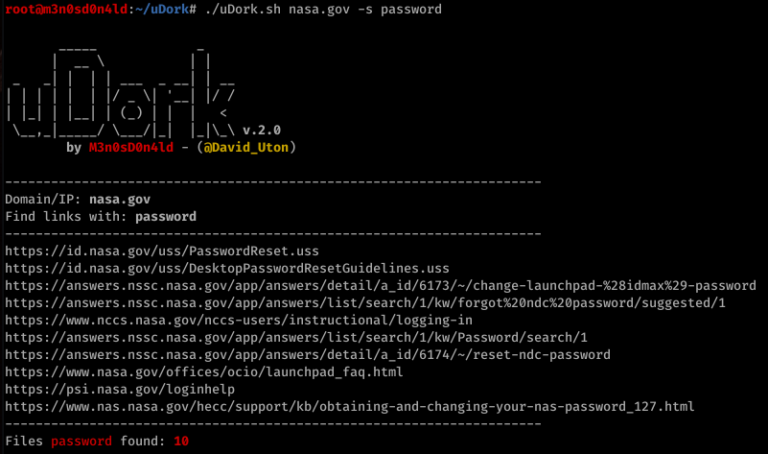 root@m3n0sd0n4ld:~/uDork# ./uDork.sh nasa.gov -s password
uDork
v.2.0
by M3n0sD0n4ld - (@David_Uton)
---------------------------------------------------------------------
Domain/IP: nasa.gov
Find links with: password
---------------------------------------------------------------------
https://id.nasa.gov/uss/PasswordReset.uss
https://id.nasa.gov/uss/DesktopPasswordResetGuidelines.uss
https://answers.nssc.nasa.gov/app/answers/detail/a_id/6173/~/change-launchpad-%28idmax%29-password
https://answers.nssc.nasa.gov/app/answers/list/search/1/kw/forgot%20ndc%20password/suggested/1
https://www.nccs.nasa.gov/nccs-users/instructional/logging-in
https://answers.nssc.nasa.gov/app/answers/list/search/1/kw/Password/search/1
https://answers.nssc.nasa.gov/app/answers/detail/a_id/6174/~/reset-ndc-password
https://www.nasa.gov/offices/ocio/launchpad_faq.html
https://psi.nasa.gov/loginhelp
https://www.nas.nasa.gov/hecc/support/kb/obtaining-and-changing-your-nas-password_127.html
---------------------------------------------------------------------
Files password found: 10